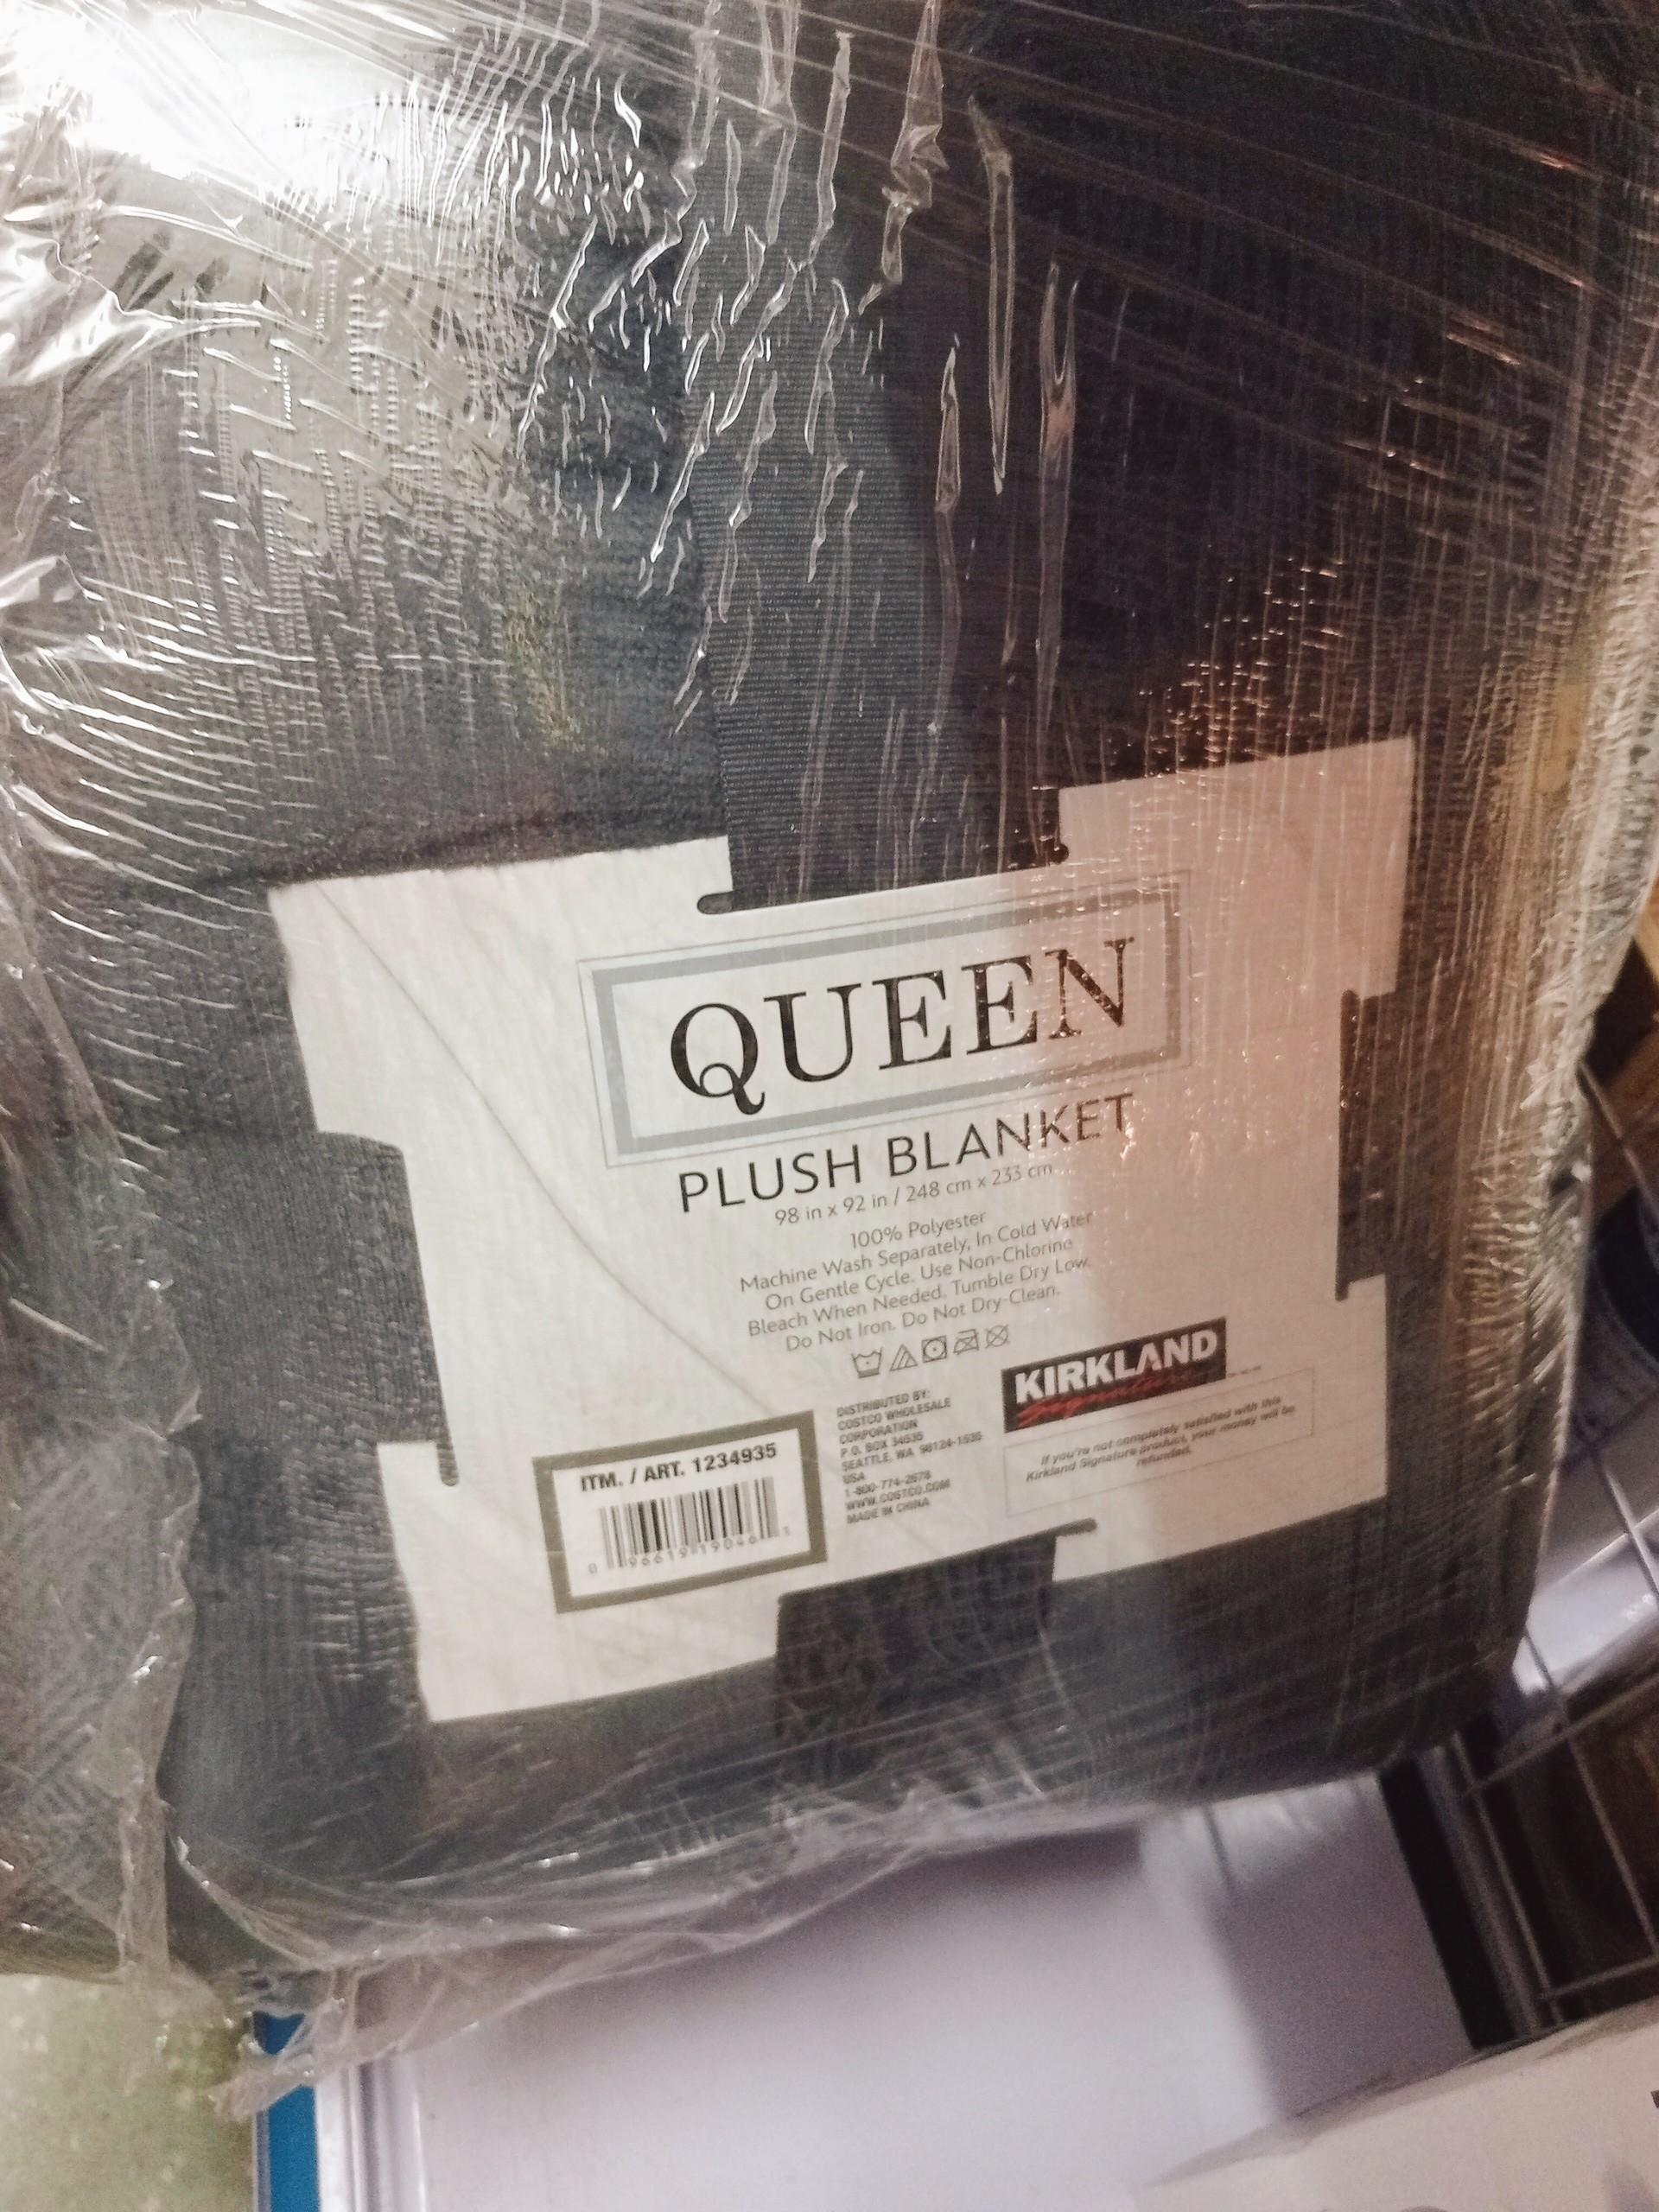 QUEEN
PLUSH BLANKET
98 in x 92 in / 248 cm x 233 cm
100% Polyester
Machine Wash Separately, In Cold Water
On Gentle Cycle. Use Non-Chlorine
Bleach When Needed. Tumble Dry Low.
Do Not Iron. Do Not Dry-Clean.
KIRKLAND
Signature
If you're not completely satisfied with this
Kirkland Signature product, your money will be
refunded.
DISTRIBUTED BY:
COSTCO WHOLESALE
CORPORATION
P.O. BOX 34535
SEATTLE, WA 98124-1535
USA
1-800-774-2678
WWW.COSTCO.COM
MADE IN CHINA
ITM. / ART. 1234935